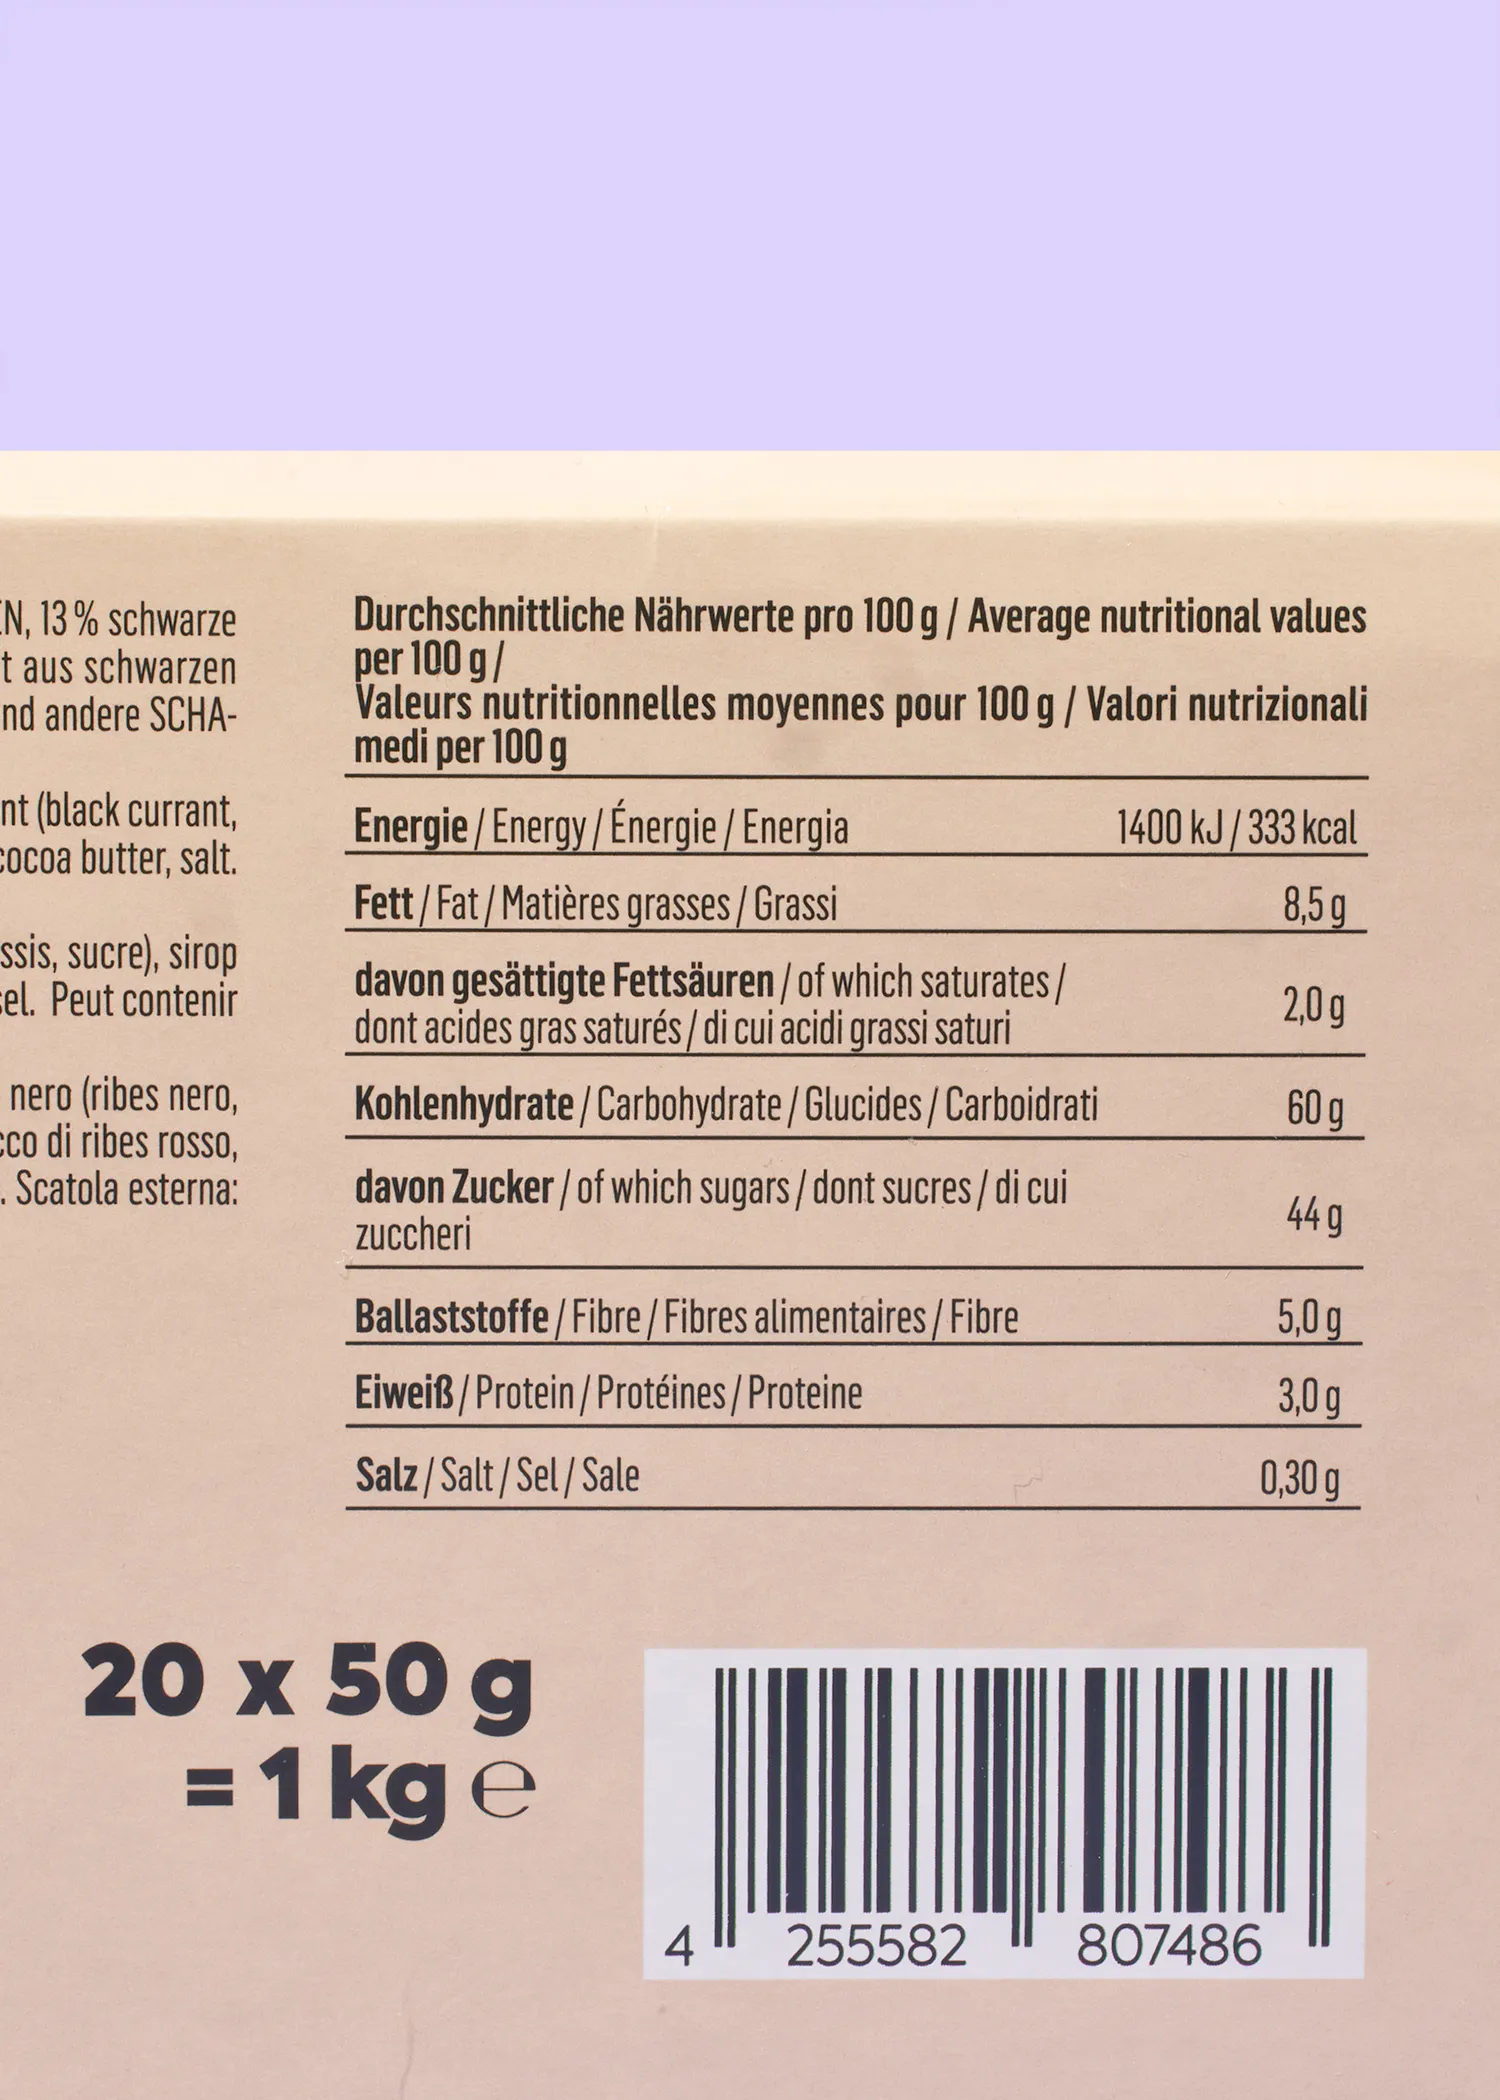 EN, 13 % schwarze
t aus schwarzen
nd andere SCHA-
nt (black currant,
cocoa butter, salt.
ssis, sucre), sirop
sel. Peut contenir
nero (ribes nero,
cco di ribes rosso,
. Scatola esterna:
Durchschnittliche Nährwerte pro 100 g / Average nutritional values
per 100 g /
Valeurs nutritionnelles moyennes pour 100 g / Valori nutrizionali
medi per 100 g
Energie / Energy / Énergie / Energia 1400 kJ / 333 kcal
Fett / Fat / Matières grasses / Grassi 8,5 g
davon gesättigte Fettsäuren / of which saturates /
dont acides gras saturés / di cui acidi grassi saturi 2,0 g
Kohlenhydrate / Carbohydrate / Glucides / Carboidrati 60 g
davon Zucker / of which sugars / dont sucres / di cui
zuccheri 44 g
Ballaststoffe / Fibre / Fibres alimentaires / Fibre 5,0 g
Eiweiß / Protein / Protéines / Proteine 3,0 g
Salz / Salt / Sel / Sale 0,30 g
20 x 50 g
= 1 kg e
4 255582 807486